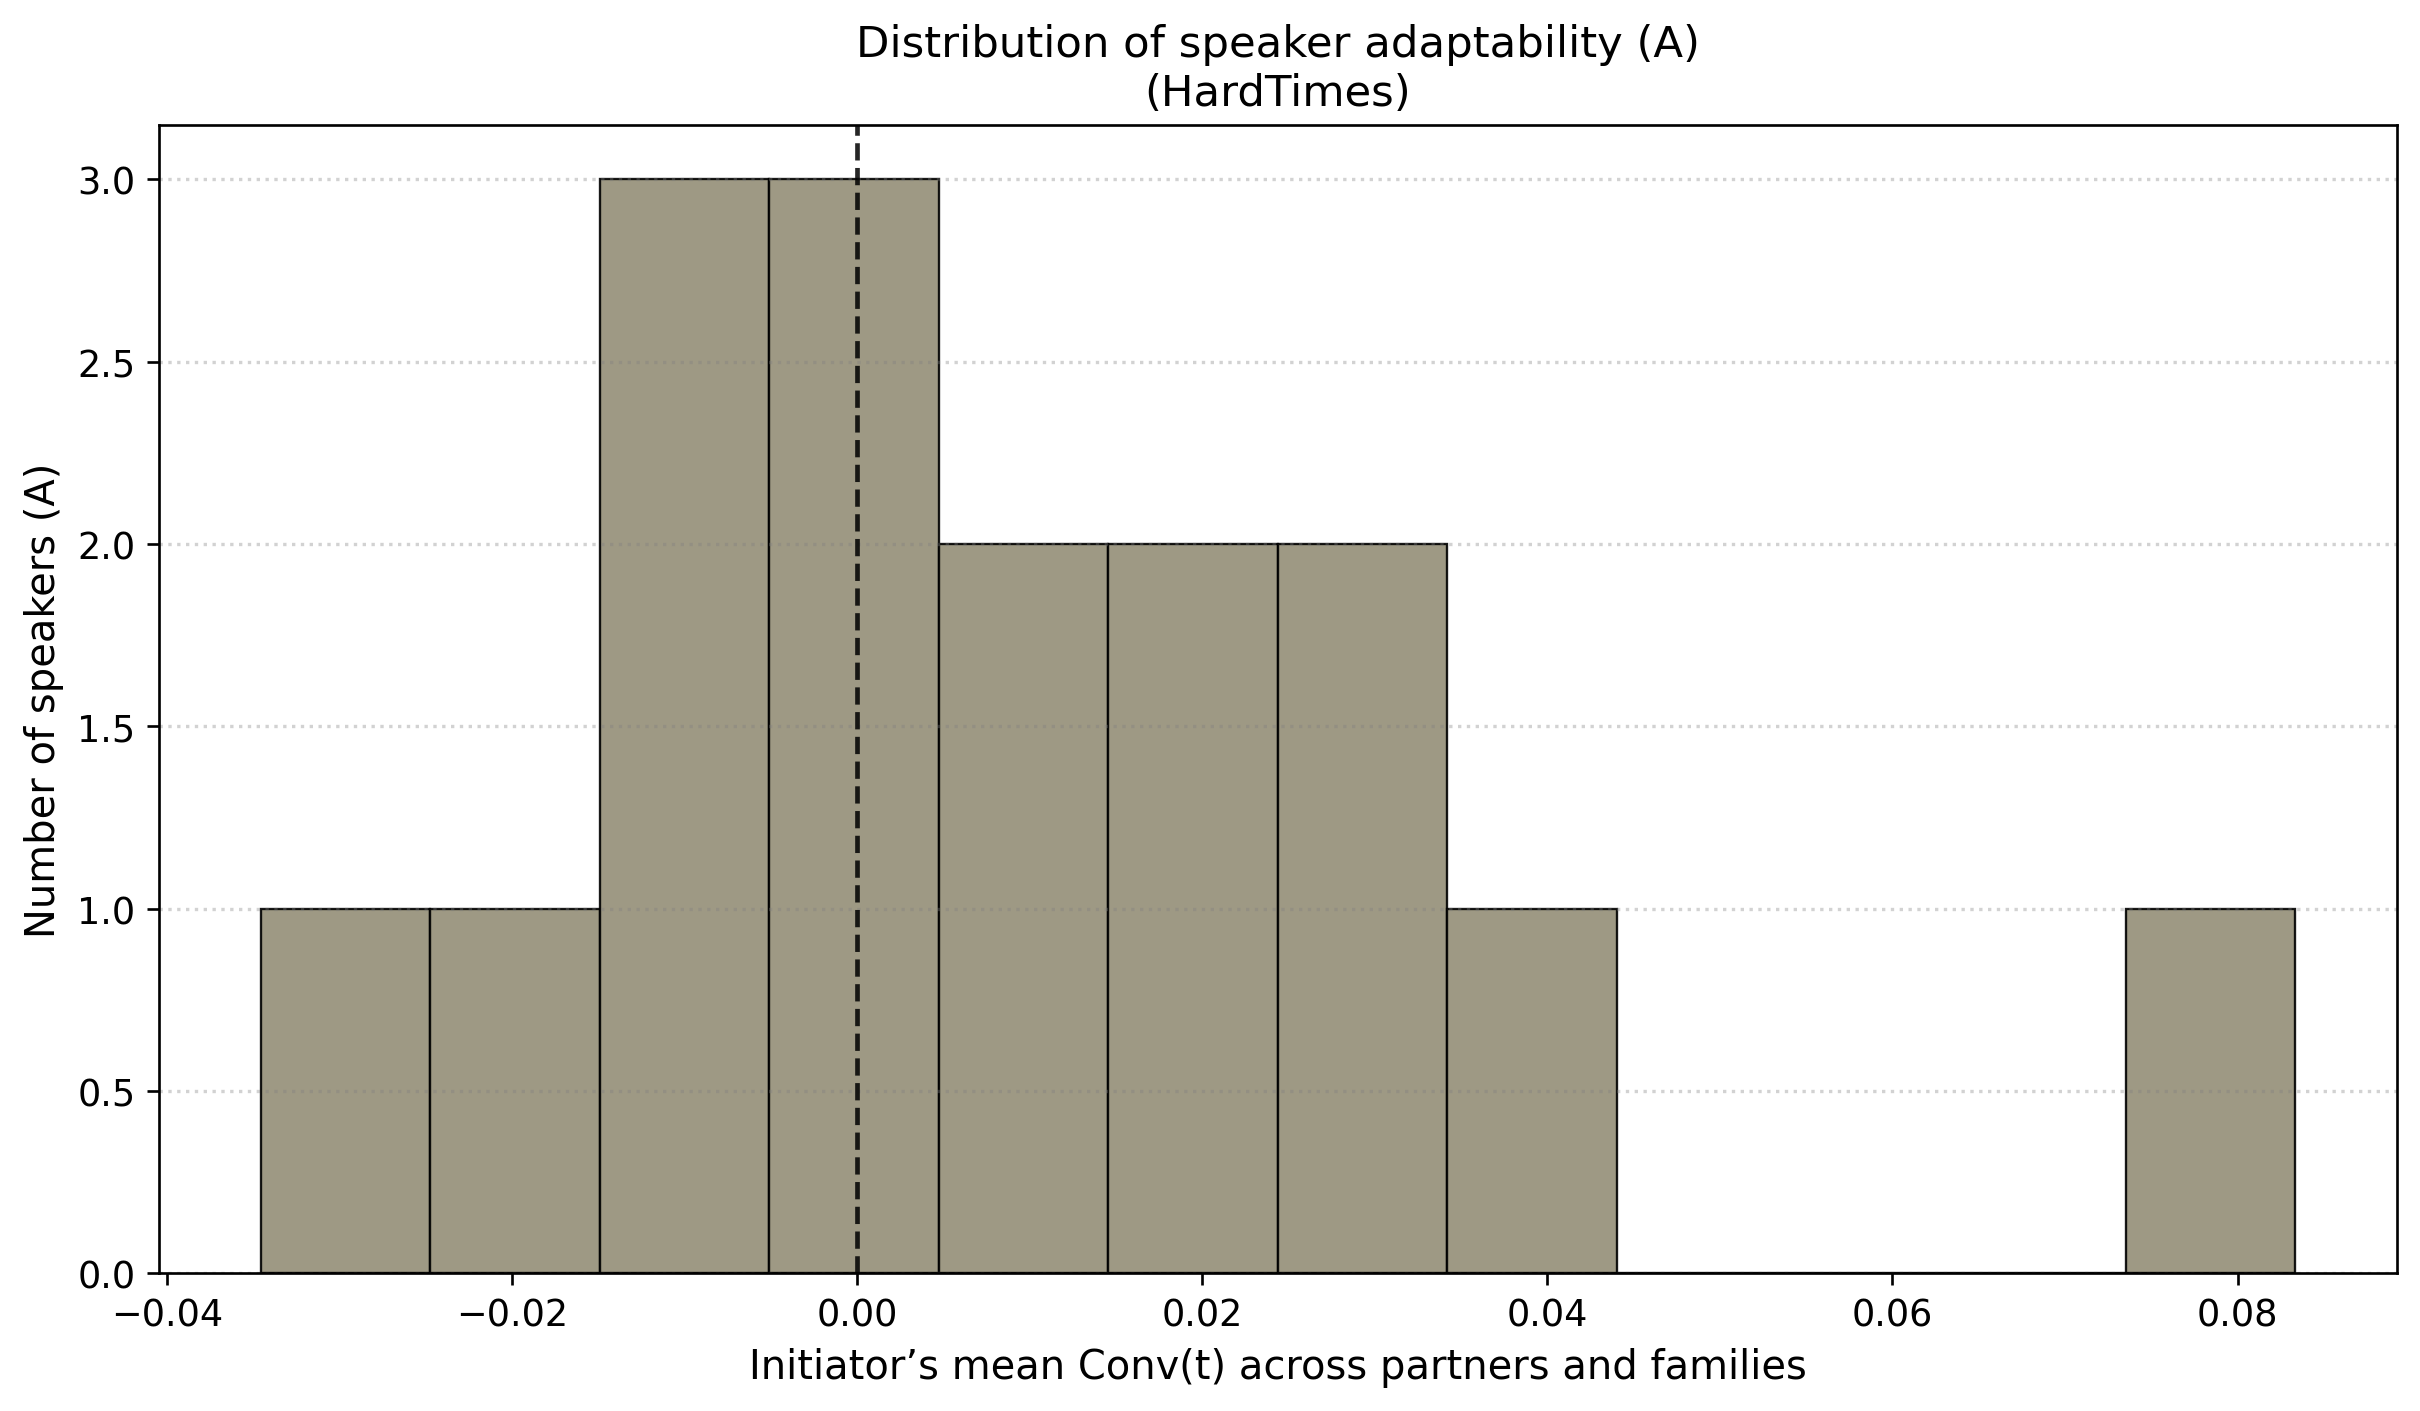 Distribution of speaker adaptability (A)
(HardTimes)
Number of speakers (A)
3.0
2.5
2.0
1.5
1.0
0.5
0.0
−0.04 −0.02 0.00 0.02 0.04 0.06 0.08
Initiator’s mean Conv(t) across partners and families